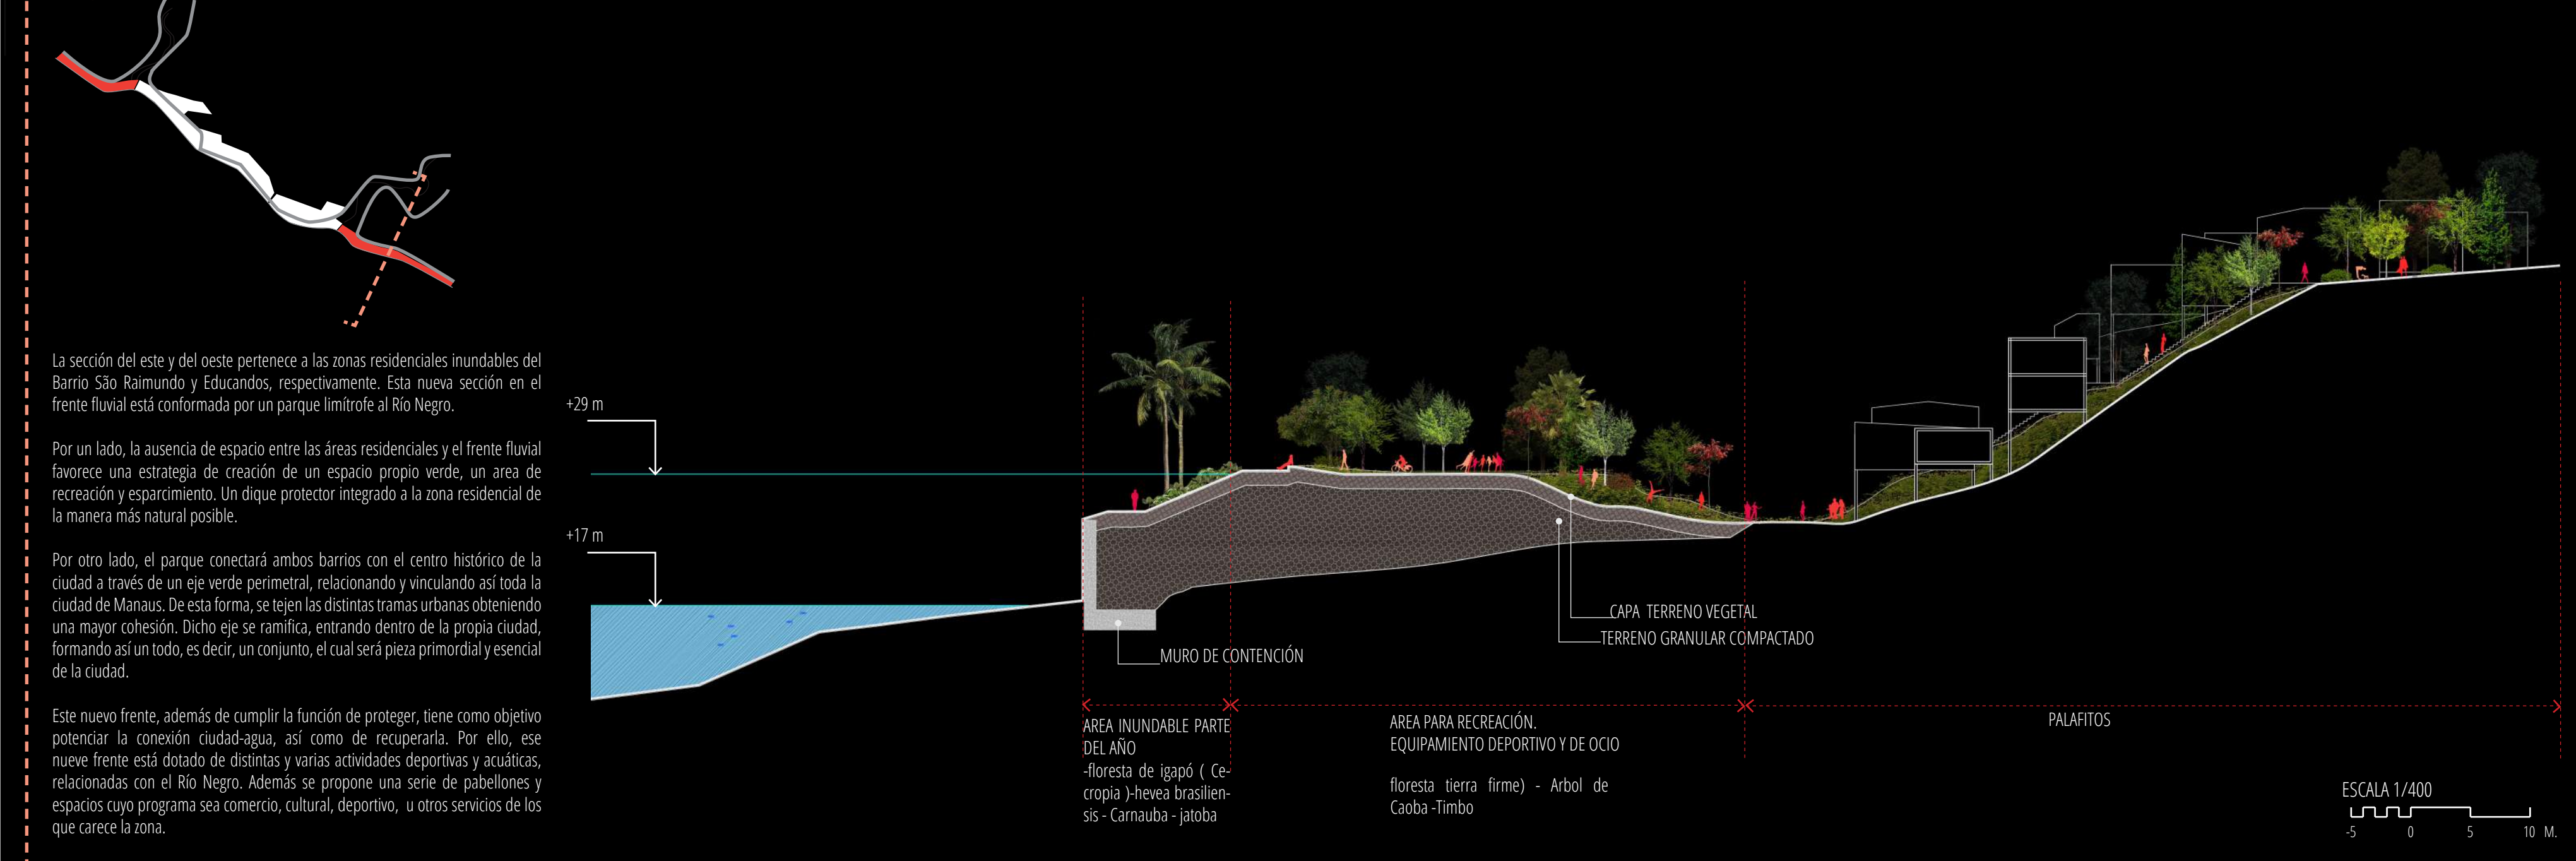 La sección del este y del oeste pertenece a las zonas residenciales inundables del
Barrio São Raimundo y Educandos, respectivamente. Esta nueva sección en el
frente fluvial está conformada por un parque limítrofe al Río Negro.
Por un lado, la ausencia de espacio entre las áreas residenciales y el frente fluvial
favorece una estrategia de creación de un espacio propio verde, un area de
recreación y esparcimiento. Un dique protector integrado a la zona residencial de
la manera más natural posible.
Por otro lado, el parque conectará ambos barrios con el centro histórico de la
ciudad a través de un eje verde perimetral, relacionando y vinculando así toda la
ciudad de Manaus. De esta forma, se tejen las distintas tramas urbanas obteniendo
una mayor cohesión. Dicho eje se ramifica, entrando dentro de la propia ciudad,
formando así un todo, es decir, un conjunto, el cual será pieza primordial y esencial
de la ciudad.
Este nuevo frente, además de cumplir la función de proteger, tiene como objetivo
potenciar la conexión ciudad-agua, así como de recuperarla. Por ello, ese
nueve frente está dotado de distintas y varias actividades deportivas y acuáticas,
relacionadas con el Río Negro. Además se propone una serie de pabellones y
espacios cuyo programa sea comercio, cultural, deportivo, u otros servicios de los
que carece la zona.
+29 m
+17 m
CAPA TERRENO VEGETAL
TERRENO GRANULAR COMPACTADO
MURO DE CONTENCIÓN
AREA INUNDABLE PARTE
DEL AÑO
-floresta de igapó ( Ce-
cropia )-hevea brasilien-
sis - Carnauba - jatoba
AREA PARA RECREACIÓN.
EQUIPAMIENTO DEPORTIVO Y DE OCIO
floresta tierra firme) - Arbol de
Caoba -Timbo
PALAFITOS
ESCALA 1/400
-5 0 5 10 M.